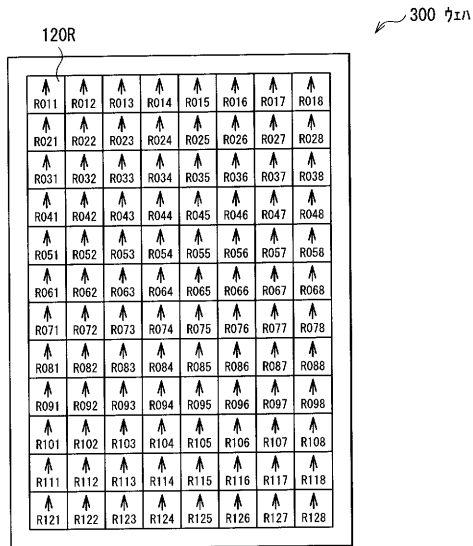 300 ウェハ
120R
R011 R012 R013 R014 R015 R016 R017 R018
R021 R022 R023 R024 R025 R026 R027 R028
R031 R032 R033 R034 R035 R036 R037 R038
R041 R042 R043 R044 R045 R046 R047 R048
R051 R052 R053 R054 R055 R056 R057 R058
R061 R062 R063 R064 R065 R066 R067 R068
R071 R072 R073 R074 R075 R076 R077 R078
R081 R082 R083 R084 R085 R086 R087 R088
R091 R092 R093 R094 R095 R096 R097 R098
R101 R102 R103 R104 R105 R106 R107 R108
R111 R112 R113 R114 R115 R116 R117 R118
R121 R122 R123 R124 R125 R126 R127 R128